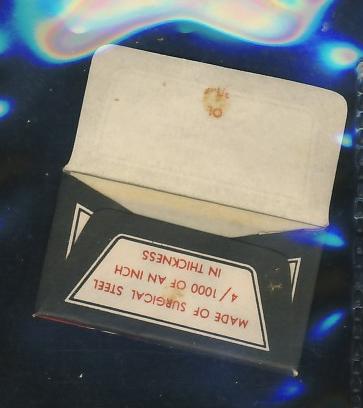 MADE OF SURGICAL STEEL
4/1000 OF AN INCH
IN THICKNESS